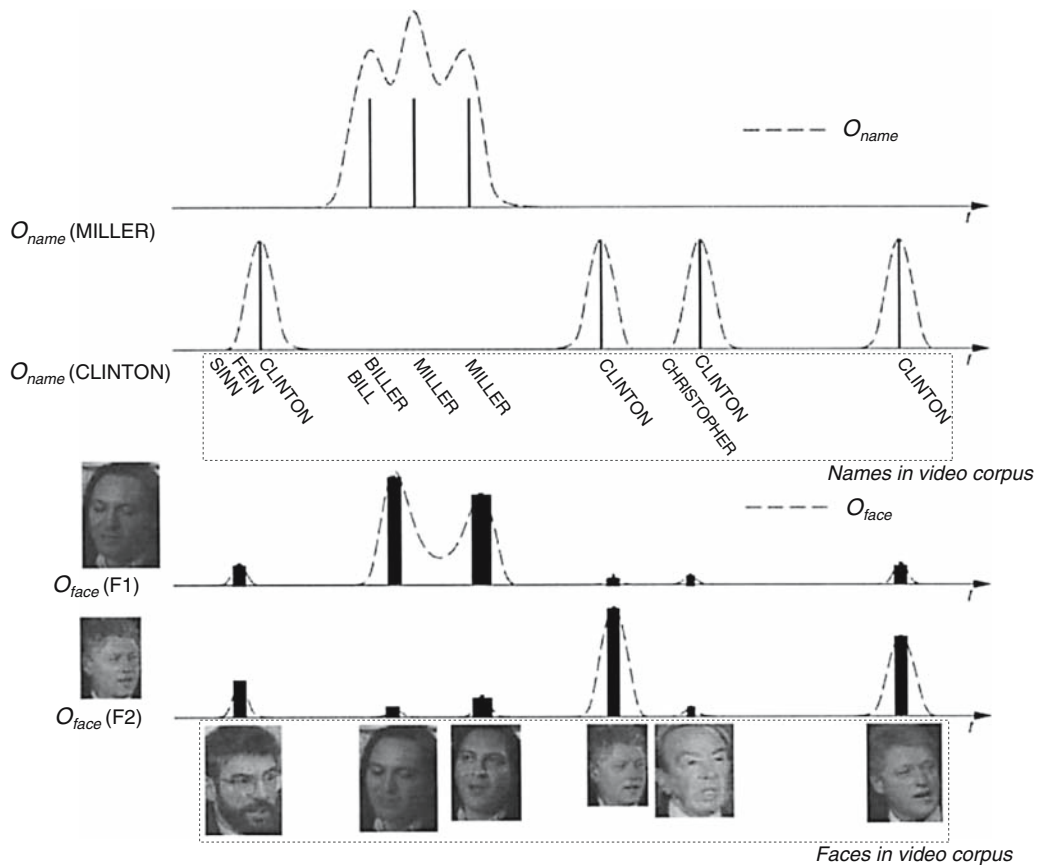 O_name
t
O_name (MILLER)
t
O_name (CLINTON)
SINN
FEIN
CLINTON
BILL
BILLER
MILLER
MILLER
CLINTON
CHRISTOPHER
CLINTON
CLINTON
Names in video corpus
O_face
t
O_face (F1)
t
O_face (F2)
Faces in video corpus